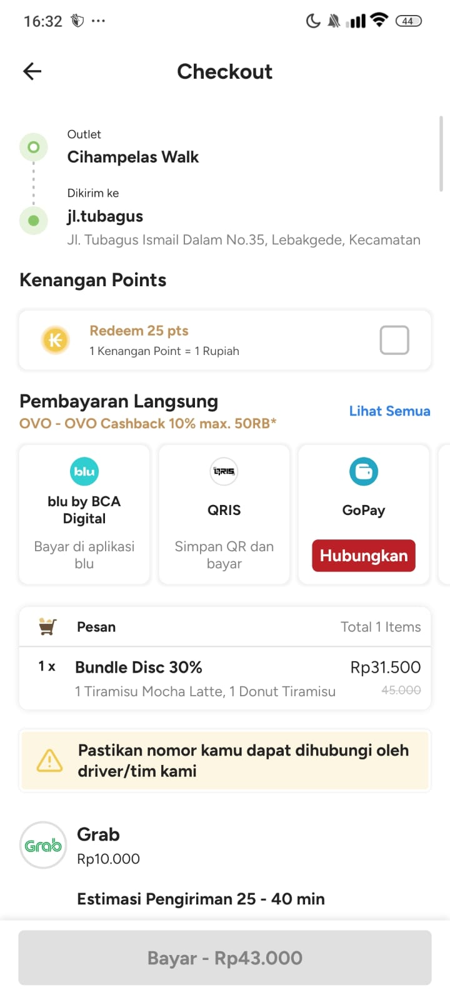 16:32
44
Checkout
Outlet
Cihampelas Walk
Dikirim ke
jl.tubagus
Jl. Tubagus Ismail Dalam No.35, Lebakgede, Kecamatan
Kenangan Points
Redeem 25 pts
1 Kenangan Point = 1 Rupiah
Pembayaran Langsung
Lihat Semua
OVO - OVO Cashback 10% max. 50RB*
blu
blu by BCA
Digital
Bayar di aplikasi
blu
QRIS
QRIS
Simpan QR dan
bayar
GoPay
Hubungkan
Pesan
Total 1 Items
1 x
Bundle Disc 30%
Rp31.500
1 Tiramisu Mocha Latte, 1 Donut Tiramisu
45.000
Pastikan nomor kamu dapat dihubungi oleh
driver/tim kami
Grab
Grab
Rp10.000
Estimasi Pengiriman 25 - 40 min
Bayar - Rp43.000